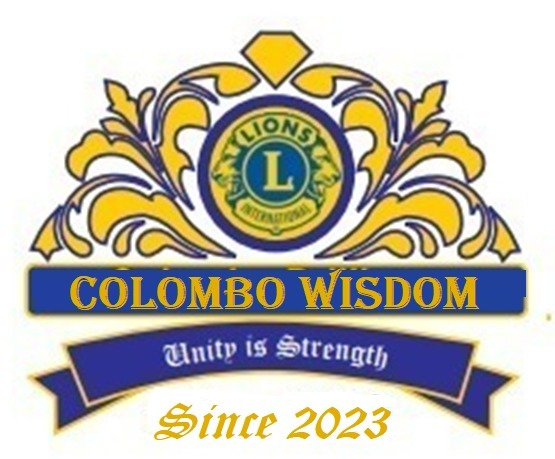 LIONS
L
INTERNATIONAL
COLOMBO WISDOM
Unity is Strength
Since 2023